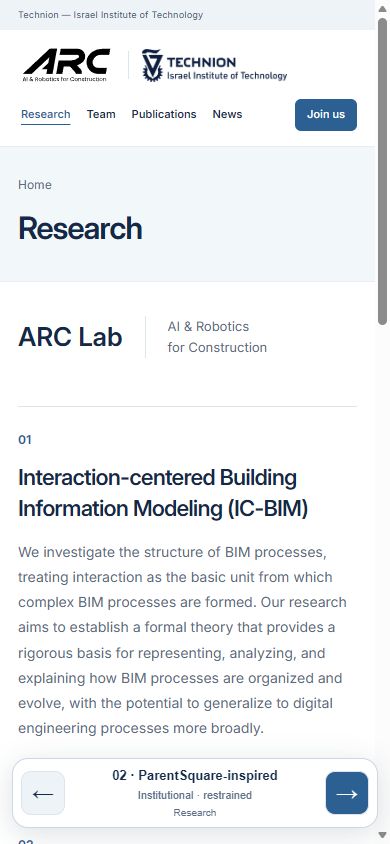 Technion — Israel Institute of Technology
ARC
AI & Robotics for Construction
TECHNION
Israel Institute of Technology
Research Team Publications News Join us
Home
Research
ARC Lab
AI & Robotics
for Construction
01
Interaction-centered Building
Information Modeling (IC-BIM)
We investigate the structure of BIM processes,
treating interaction as the basic unit from which
complex BIM processes are formed. Our research
aims to establish a formal theory that provides a
rigorous basis for representing, analyzing, and
explaining how BIM processes are organized and
evolve, with the potential to generalize to digital
engineering processes more broadly.
← 02 · ParentSquare-inspired →
Institutional · restrained
Research
02